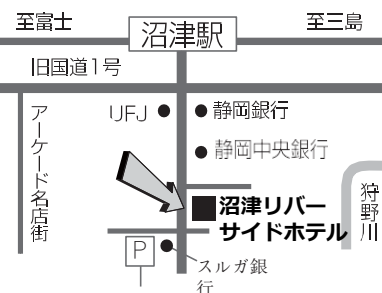 至富士
沼津駅
至三島
旧国道1号
アーケード名店街
UFJ
静岡銀行
静岡中央銀行
沼津リバー
サイドホテル
狩野川
P
スルガ銀
行